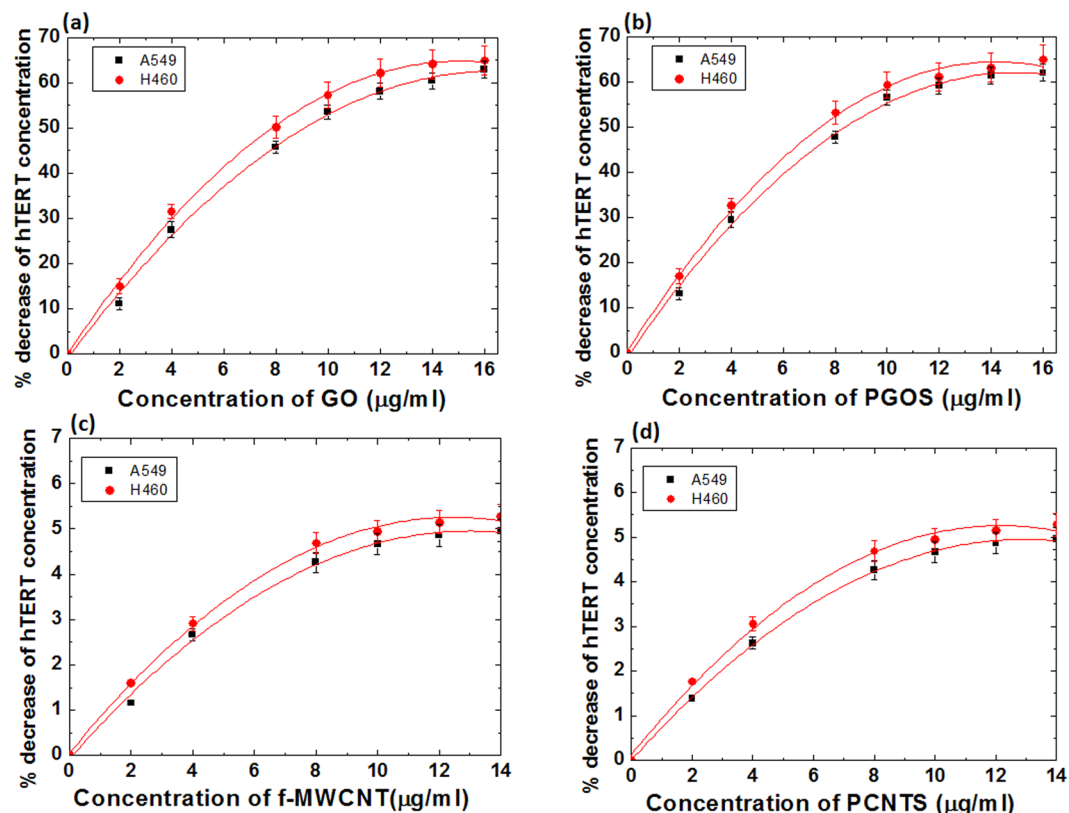 (a)
% decrease of hTERT concentration
70
60
50
40
30
20
10
0
A549
H460
0 2 4 6 8 10 12 14 16
Concentration of GO (µg/ml)
(b)
% decrease of hTERT concentration
70
60
50
40
30
20
10
0
A549
H460
0 2 4 6 8 10 12 14 16
Concentration of PGOS (µg/ml)
(c)
% decrease of hTERT concentration
7
6
5
4
3
2
1
0
A549
H460
0 2 4 6 8 10 12 14
Concentration of f-MWCNT(µg/ml)
(d)
% decrease of hTERT concentration
7
6
5
4
3
2
1
0
A549
H460
0 2 4 6 8 10 12 14
Concentration of PCNTS (µg/ml)